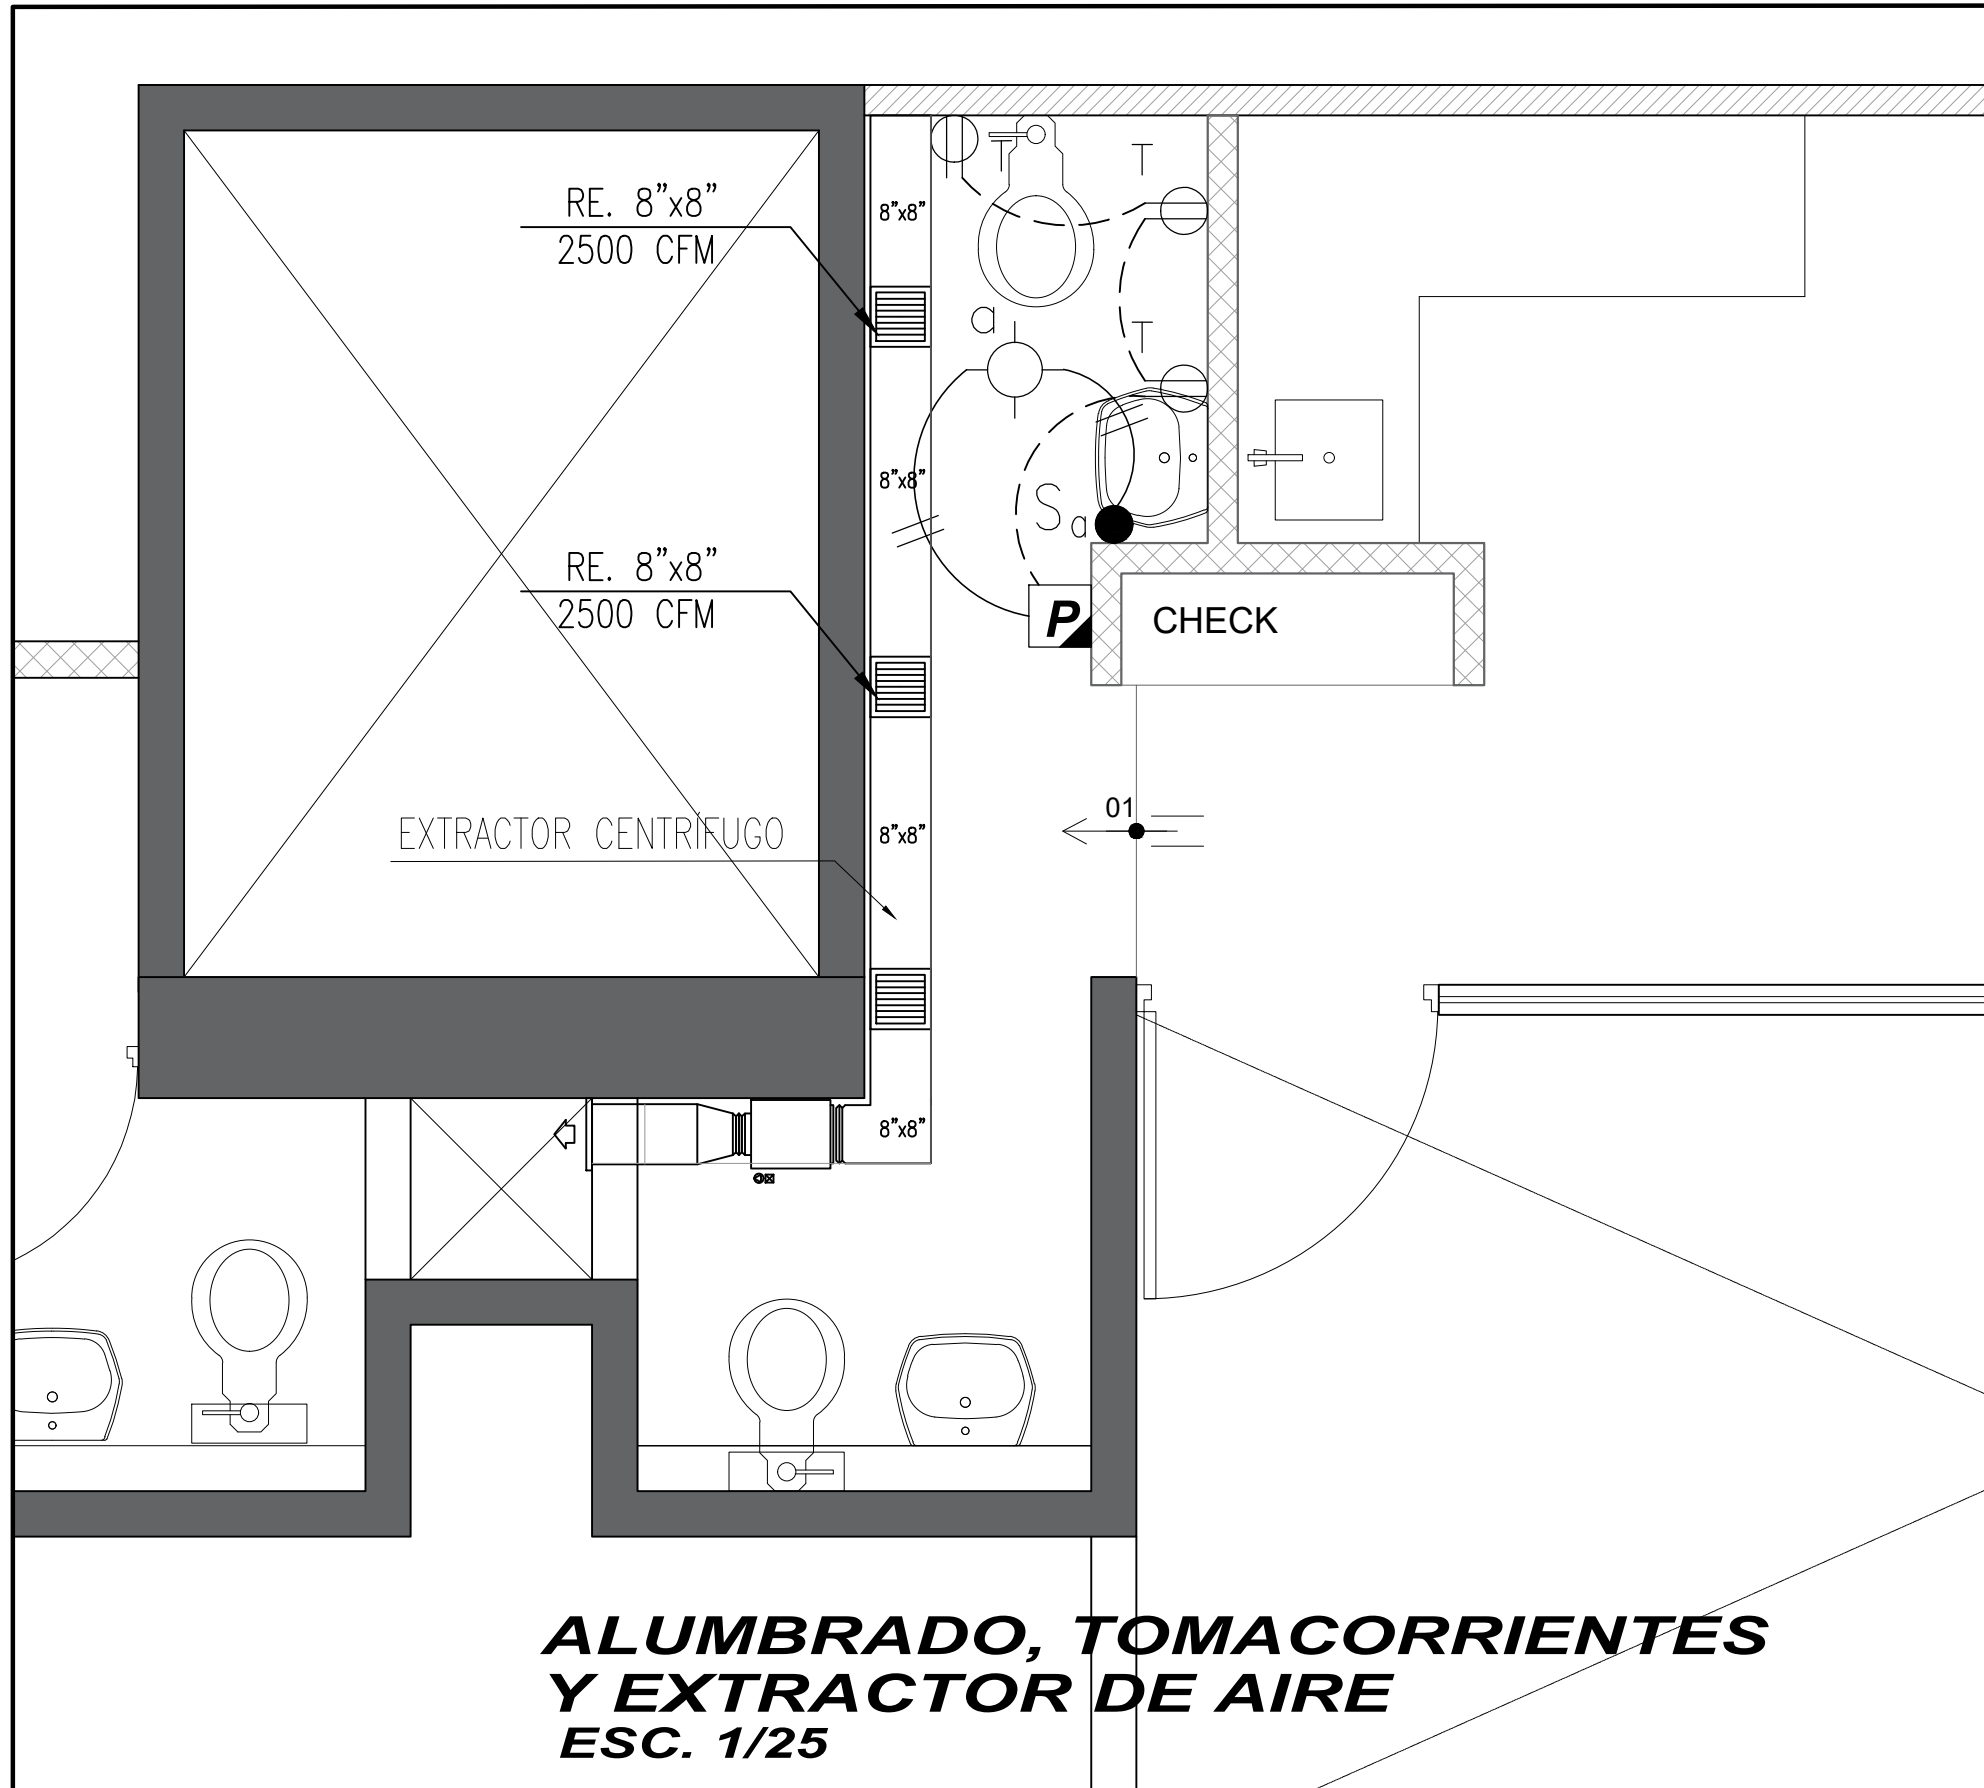 RE. 8"x8"
2500 CFM
8"x8"
T
T
a
T
8"x8"
S a
RE. 8"x8"
2500 CFM
P
CHECK
01
EXTRACTOR CENTRÍFUGO
8"x8"
8"x8"
ALUMBRADO, TOMACORRIENTES
Y EXTRACTOR DE AIRE
ESC. 1/25